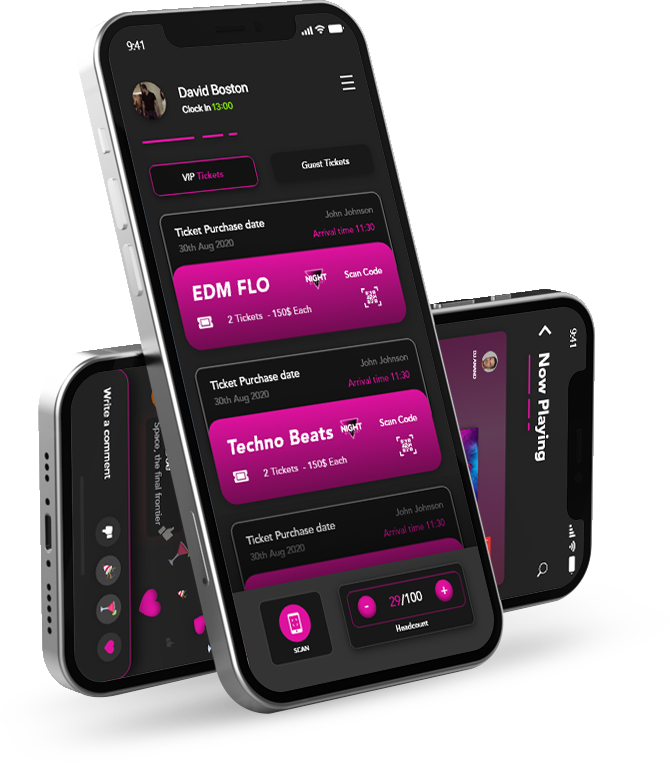 9:41
David Boston
Clock In 13:00
VIP Tickets
Guest Tickets
Ticket Purchase date
John Johnson
30th Aug 2020
Arrival time 11:30
EDM FLO
NIGHT
Scan Code
2 Tickets - 150$ Each
Ticket Purchase date
John Johnson
30th Aug 2020
Arrival time 11:30
Techno Beats
NIGHT
Scan Code
2 Tickets - 150$ Each
Ticket Purchase date
John Johnson
30th Aug 2020
Arrival time 11:30
SCAN
- 29/100 +
Headcount
9:41
Now Playing
Space, the final frontier
Write a comment